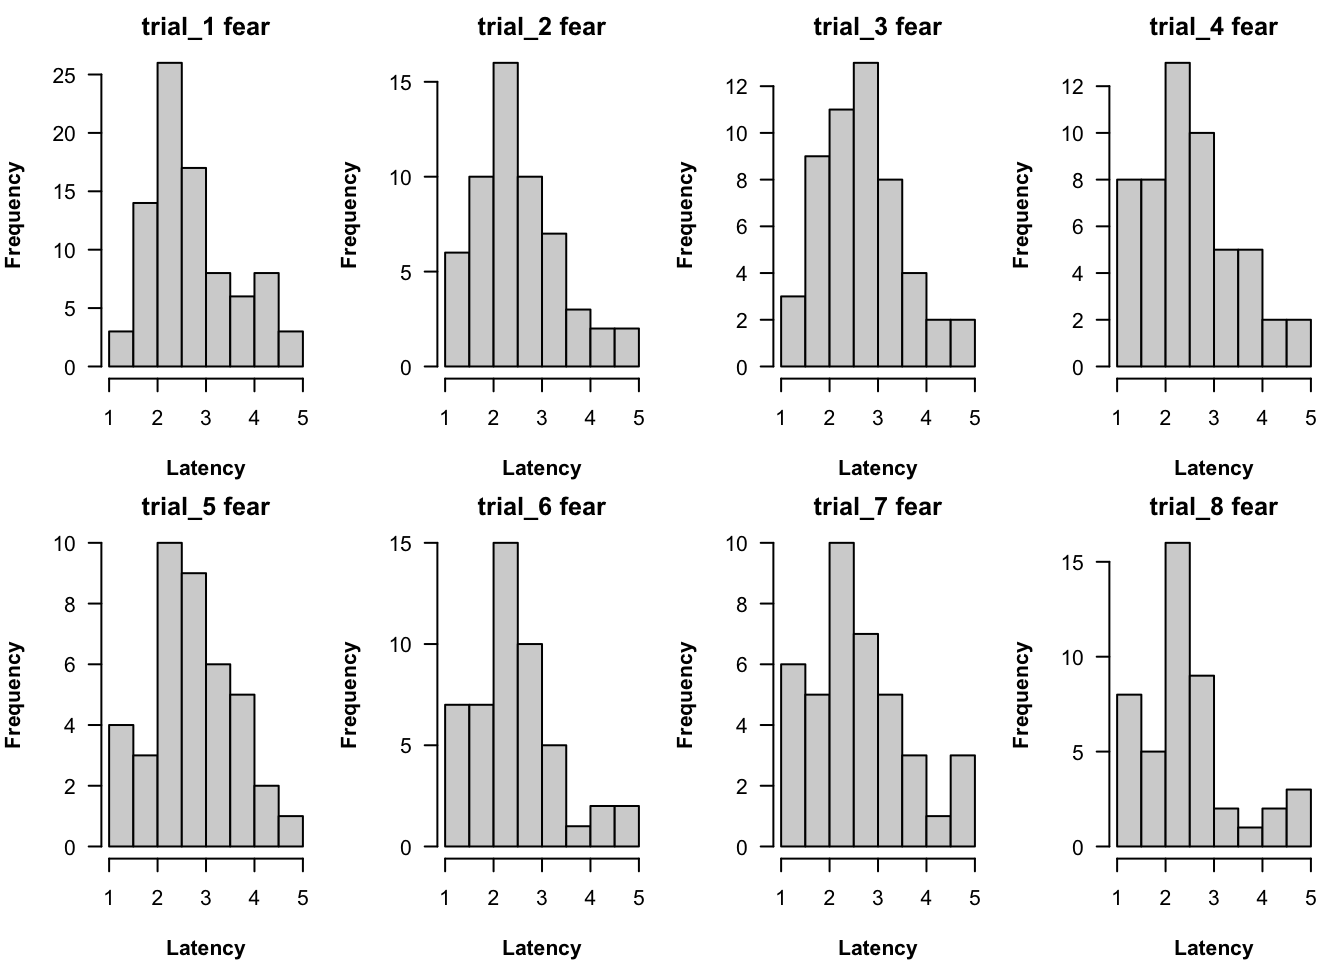 trial_1 fear
trial_2 fear
trial_3 fear
trial_4 fear
Frequency
25
20
15
10
5
0
1 2 3 4 5
Latency
Frequency
15
10
5
0
1 2 3 4 5
Latency
Frequency
12
10
8
6
4
2
0
1 2 3 4 5
Latency
Frequency
12
10
8
6
4
2
0
1 2 3 4 5
Latency
trial_5 fear
trial_6 fear
trial_7 fear
trial_8 fear
Frequency
10
8
6
4
2
0
1 2 3 4 5
Latency
Frequency
15
10
5
0
1 2 3 4 5
Latency
Frequency
10
8
6
4
2
0
1 2 3 4 5
Latency
Frequency
15
10
5
0
1 2 3 4 5
Latency